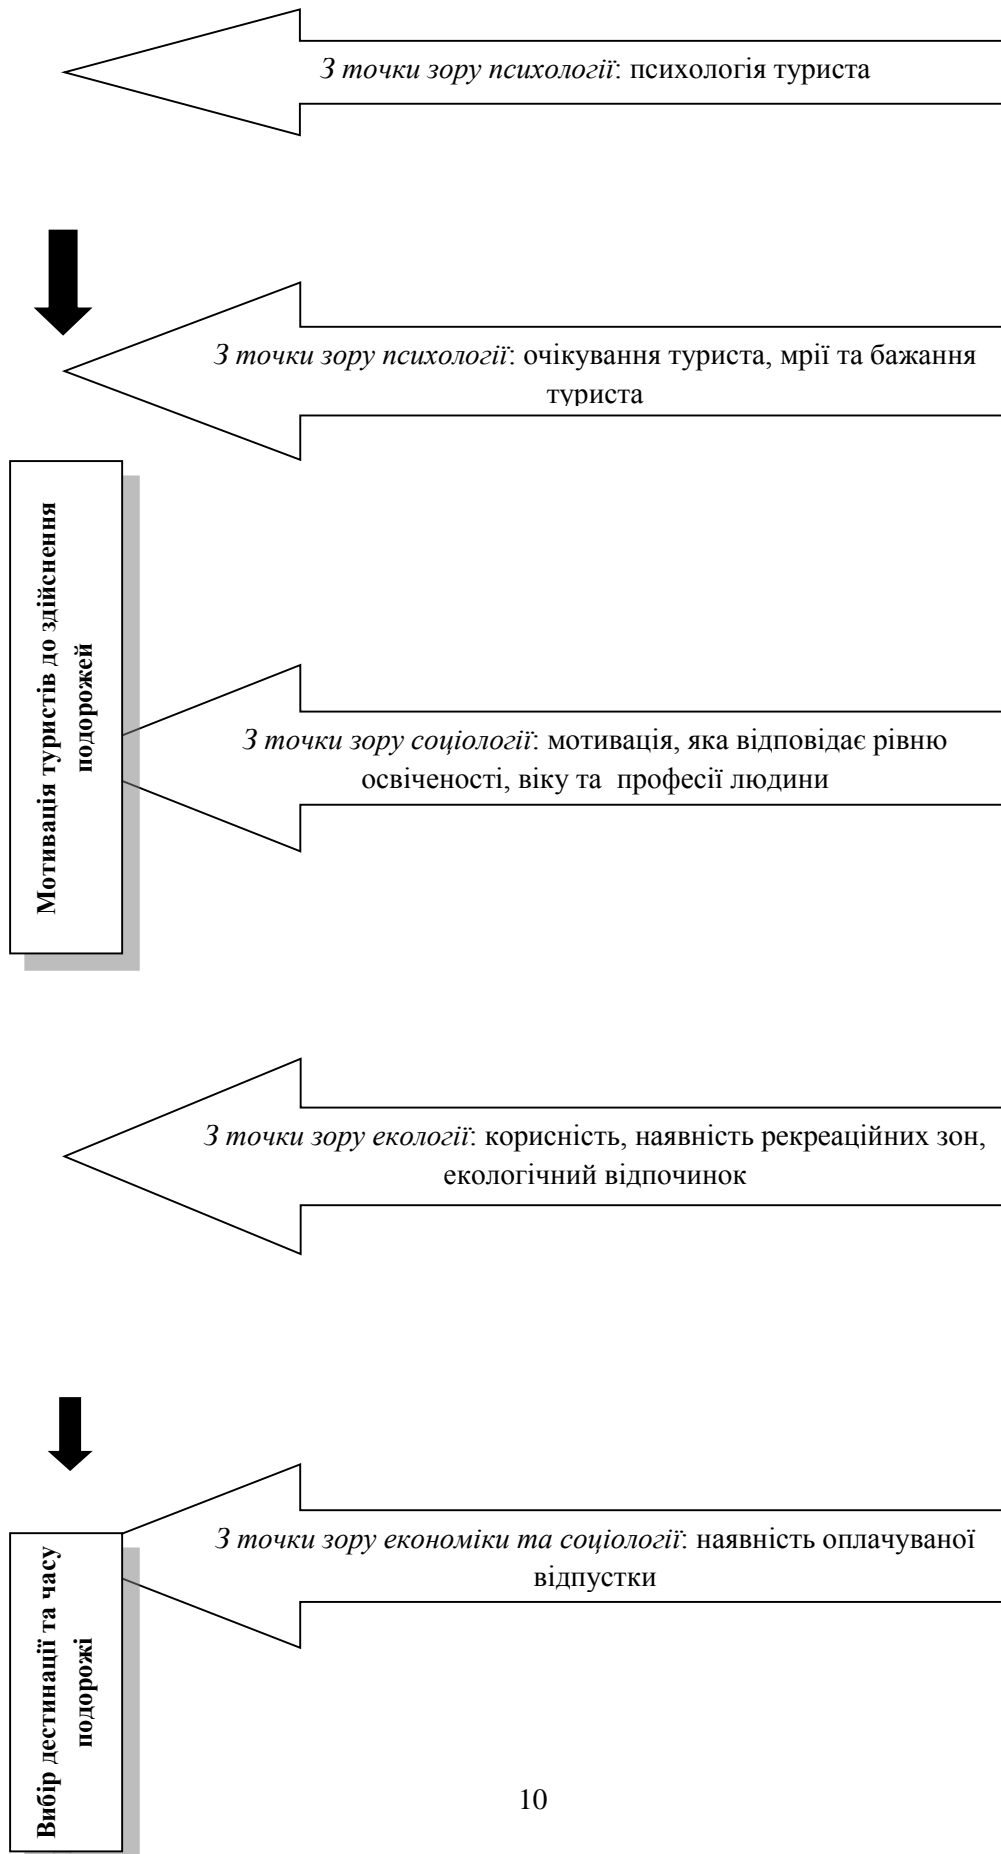 З точки зору психології: психологія туриста
З точки зору психології: очікування туриста, мрії та бажання
туриста
Мотивація туристів до здійснення
подорожей
З точки зору соціології: мотивація, яка відповідає рівню
освіченості, віку та професії людини
З точки зору екології: корисність, наявність рекреаційних зон,
екологічний відпочинок
З точки зору економіки та соціології: наявність оплачуваної
відпустки
Вибір дестинації та часу
подорожі
10